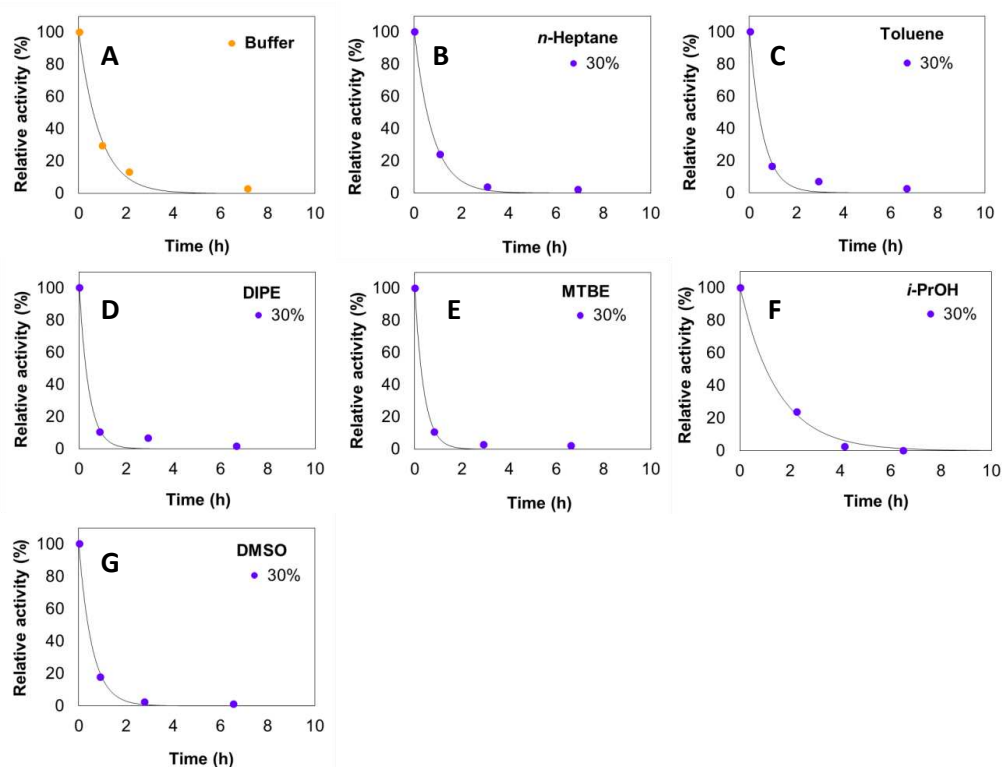 A
Buffer
Relative activity (%)
100
80
60
40
20
0
0 2 4 6 8 10
Time (h)
B
n-Heptane
30%
Relative activity (%)
100
80
60
40
20
0
0 2 4 6 8 10
Time (h)
C
Toluene
30%
Relative activity (%)
100
80
60
40
20
0
0 2 4 6 8 10
Time (h)
D
DIPE
30%
Relative activity (%)
100
80
60
40
20
0
0 2 4 6 8 10
Time (h)
E
MTBE
30%
Relative activity (%)
100
80
60
40
20
0
0 2 4 6 8 10
Time (h)
F
i-PrOH
30%
Relative activity (%)
100
80
60
40
20
0
0 2 4 6 8 10
Time (h)
G
DMSO
30%
Relative activity (%)
100
80
60
40
20
0
0 2 4 6 8 10
Time (h)